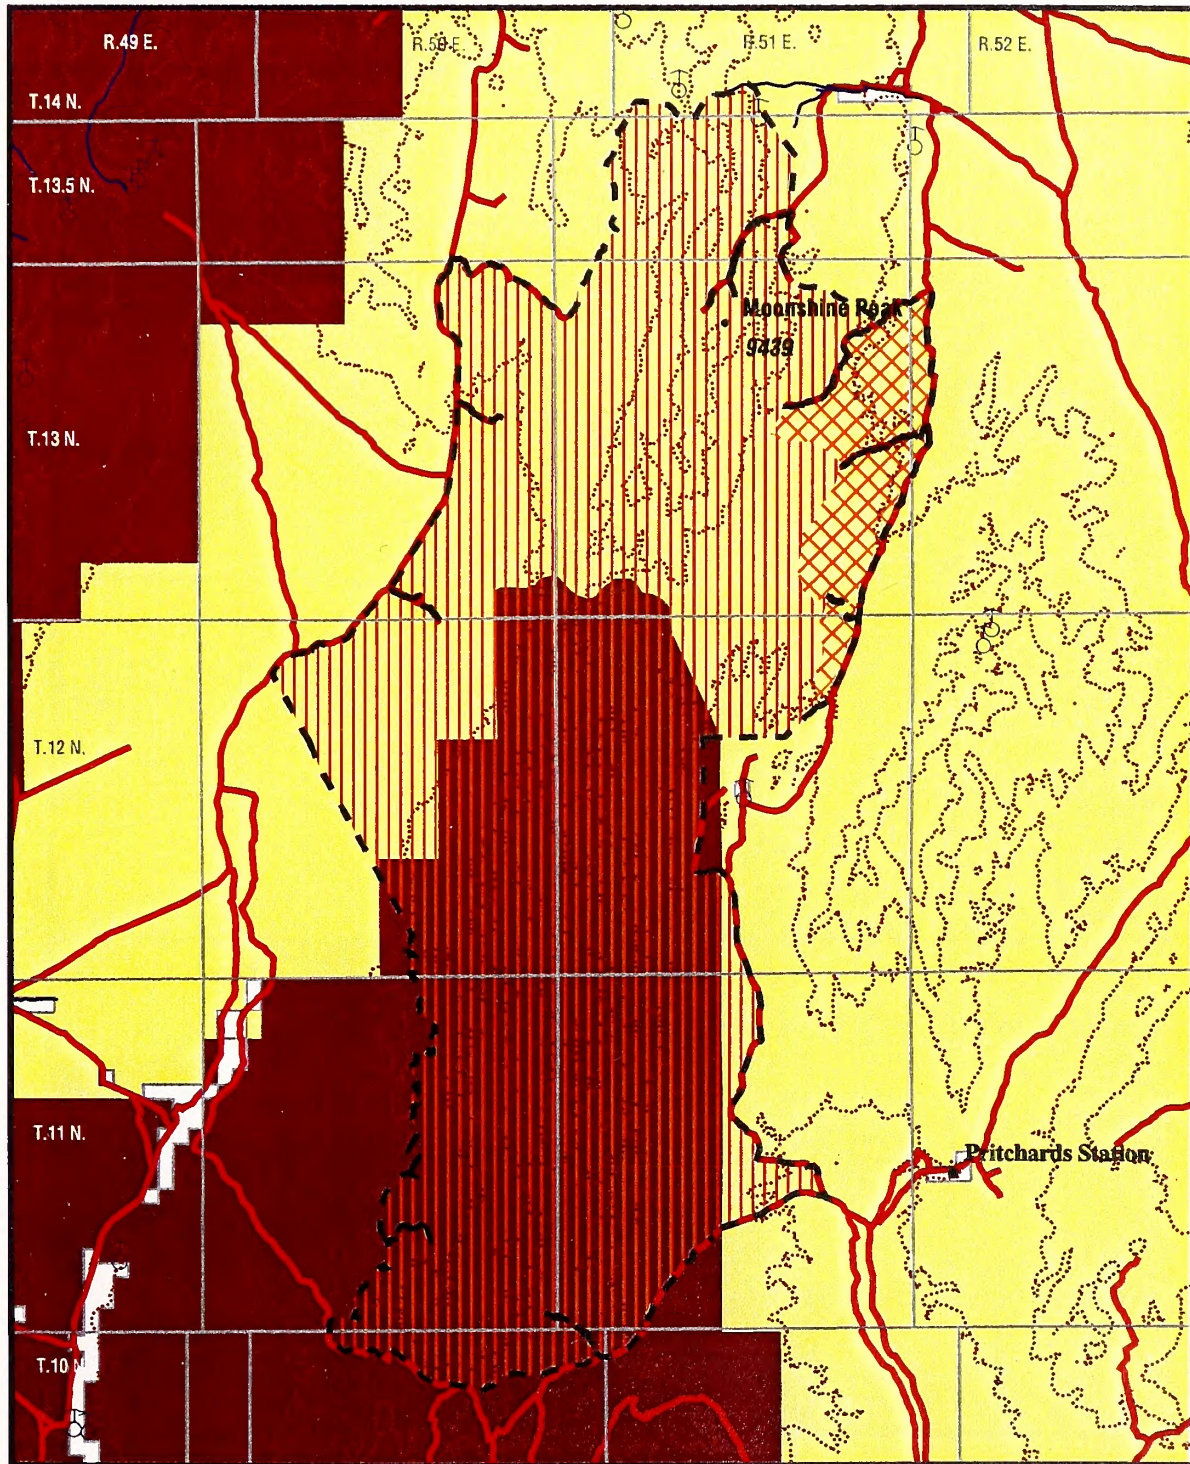 R.49 E.
R.50 E.
R.51 E.
R.52 E.
T.14 N.
T.13.5 N.
Moonshine Peak
9439
T.13 N.
T.12 N.
T.11 N.
Pritchards Station
T.10 N